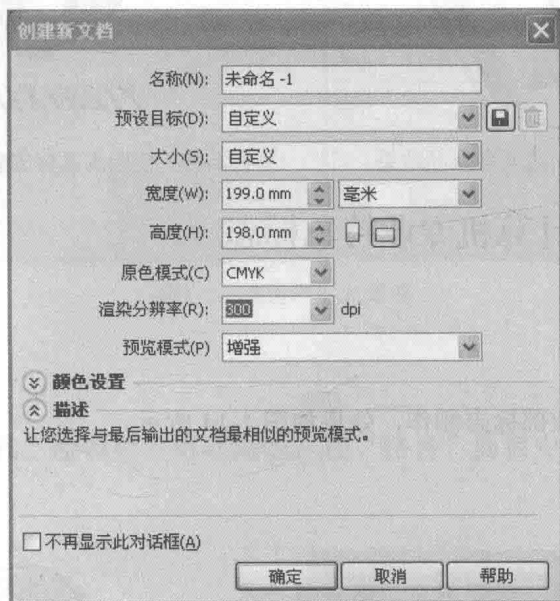 创建新文档
名称(N): 未命名 -1
预设目标(D): 自定义
大小(S): 自定义
宽度(W): 199.0 mm 毫米
高度(H): 198.0 mm
原色模式(C) CMYK
渲染分辨率(R): 300 dpi
预览模式(P) 增强
颜色设置
描述
让您选择与最后输出的文档最相似的预览模式。
不再显示此对话框(A)
确定 取消 帮助